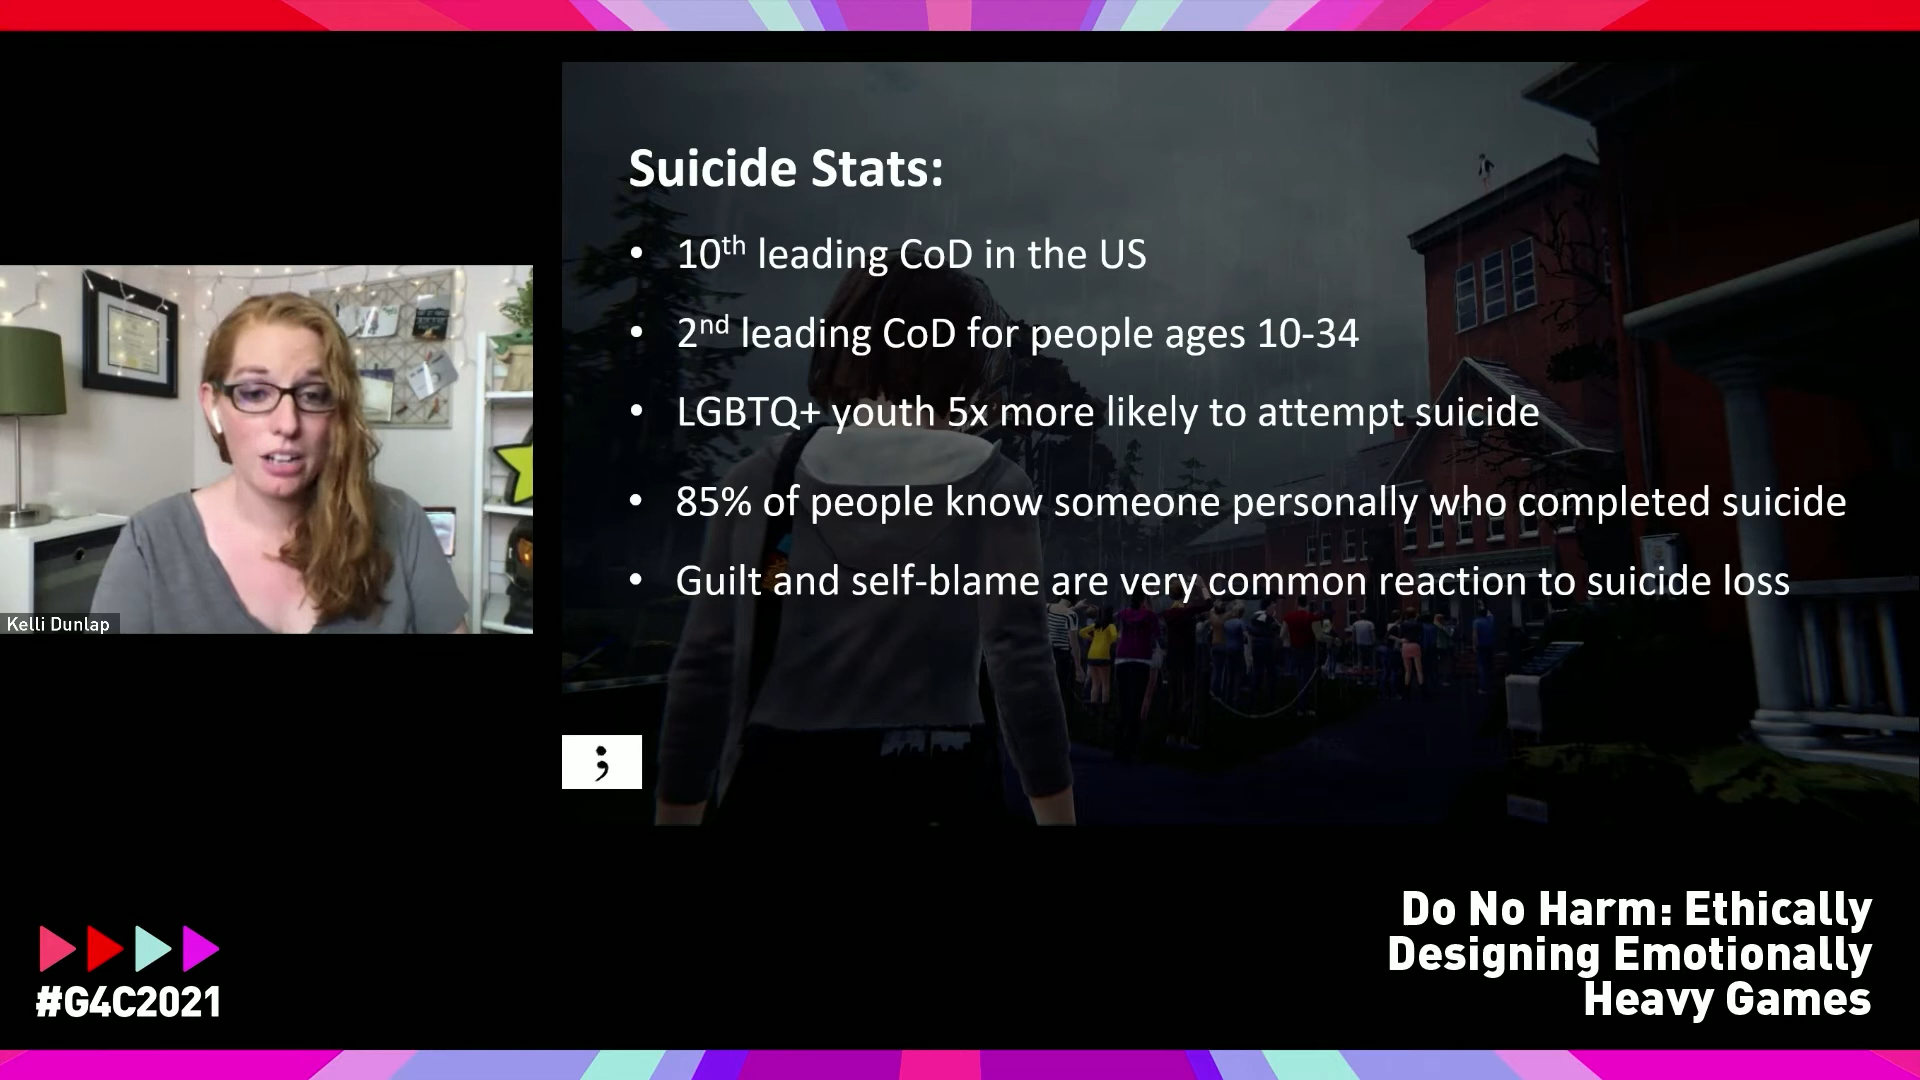 Suicide Stats:
• 10th leading CoD in the US
• 2nd leading CoD for people ages 10-34
• LGBTQ+ youth 5x more likely to attempt suicide
• 85% of people know someone personally who completed suicide
• Guilt and self-blame are very common reaction to suicide loss
Kelli Dunlap
;
#G4C2021
Do No Harm: Ethically
Designing Emotionally
Heavy Games